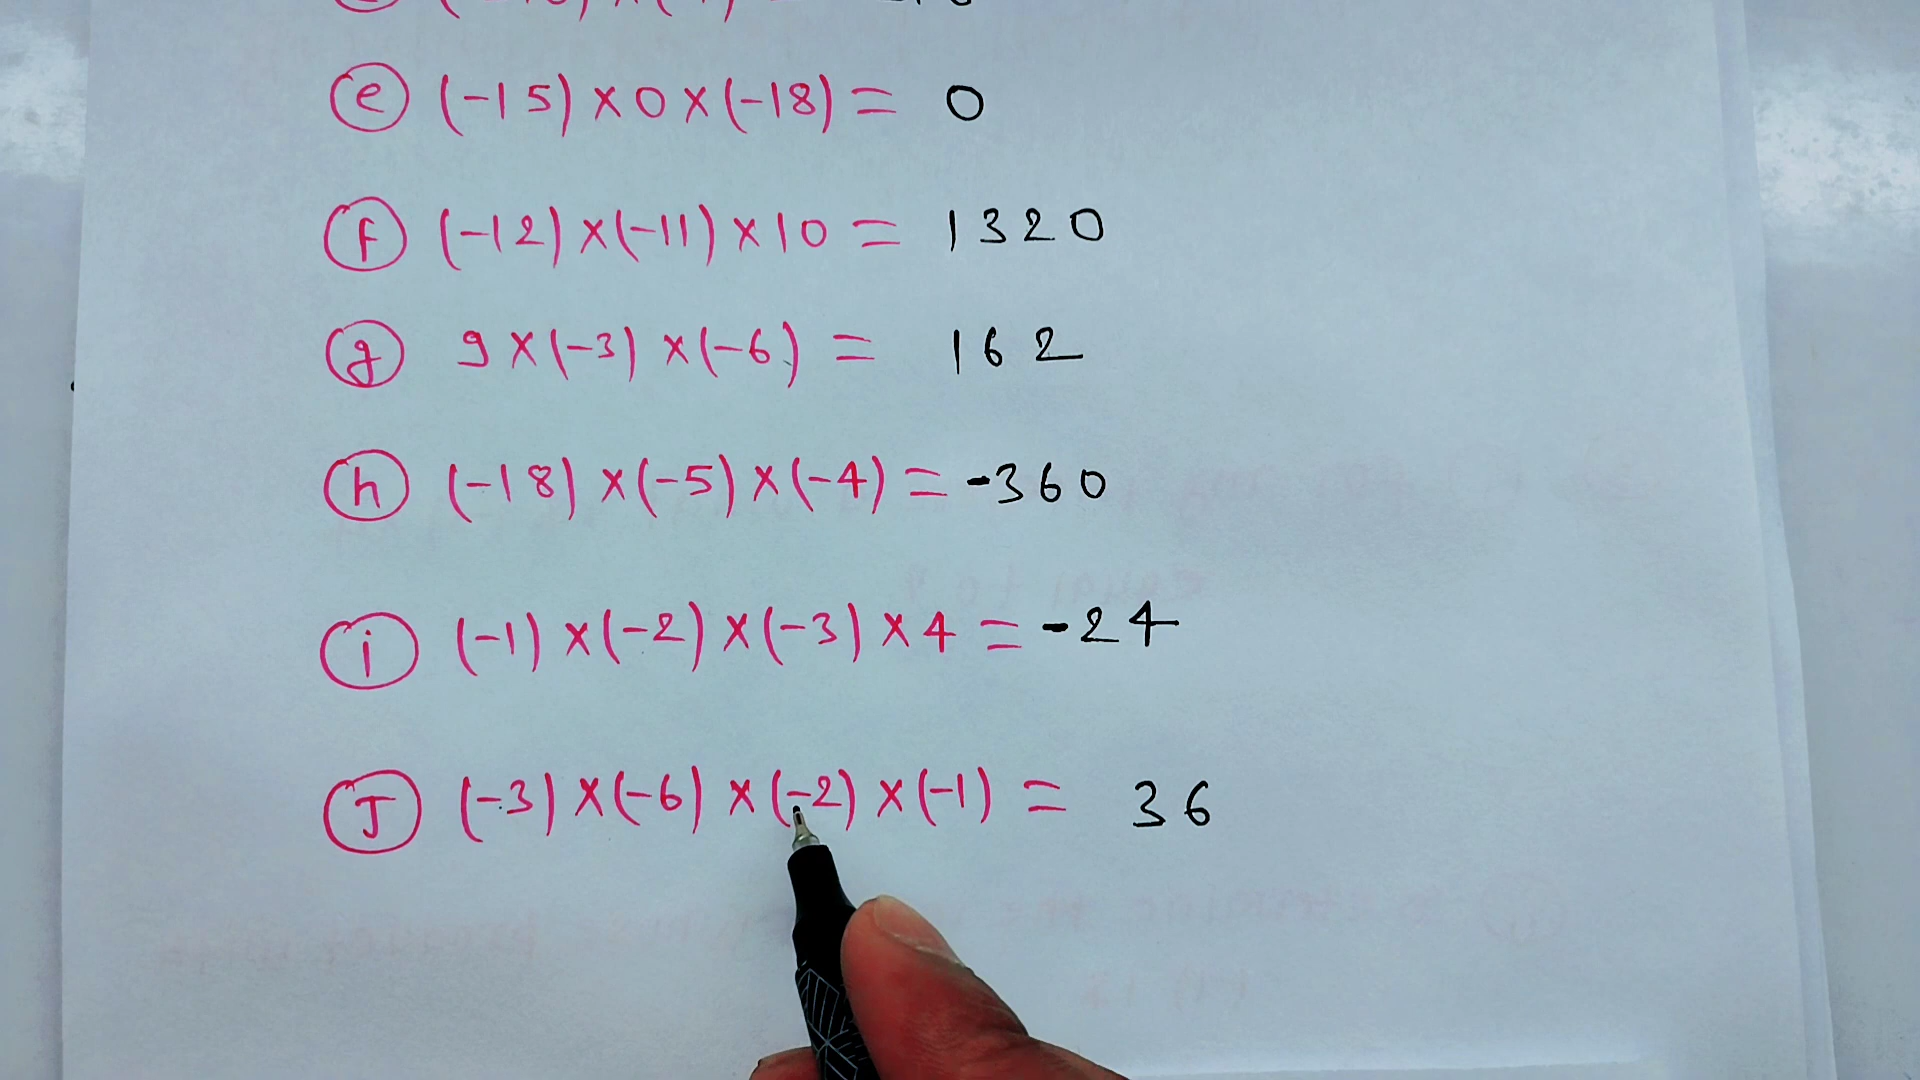 (e) (-15) × 0 × (-18) = 0
(f) (-12) × (-11) × 10 = 1320
(g) 9 × (-3) × (-6) = 162
(h) (-18) × (-5) × (-4) = -360
(i) (-1) × (-2) × (-3) × 4 = -24
(J) (-3) × (-6) × (-2) × (-1) = 36